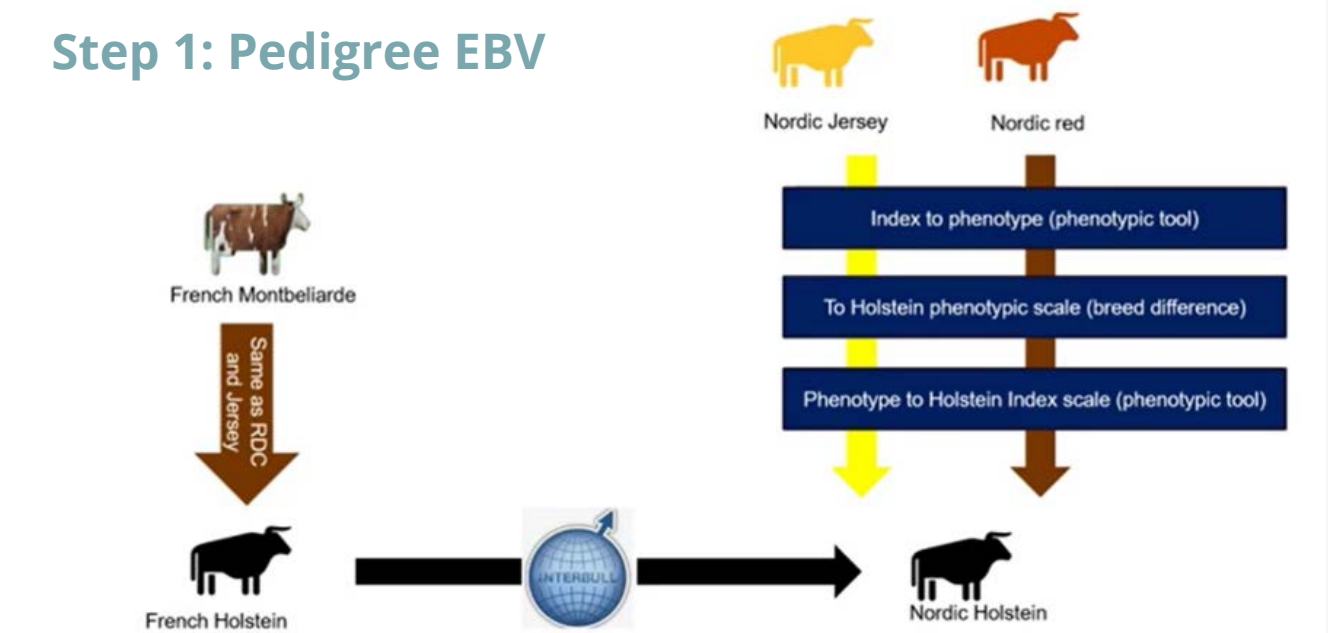 Step 1: Pedigree EBV
Nordic Jersey
Nordic red
Index to phenotype (phenotypic tool)
To Holstein phenotypic scale (breed difference)
Phenotype to Holstein Index scale (phenotypic tool)
French Montbeliarde
Same as RDC
and Jersey
French Holstein
INTERBULL
Nordic Holstein